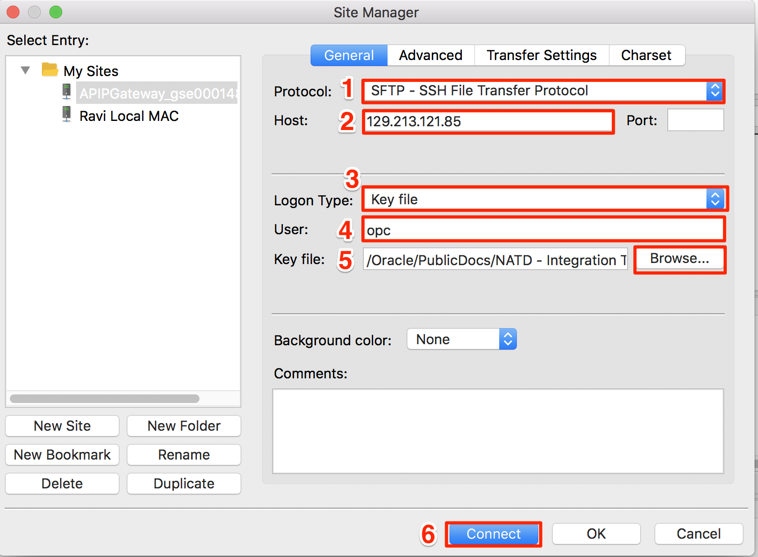 Site Manager
Select Entry:
My Sites
APIPGateway_gse000148
Ravi Local MAC
New Site
New Folder
New Bookmark
Rename
Delete
Duplicate
General
Advanced
Transfer Settings
Charset
Protocol:
1
SFTP - SSH File Transfer Protocol
Host:
2
129.213.121.85
Port:
3
Logon Type:
Key file
User:
4
opc
Key file:
5
/Oracle/PublicDocs/NATD - Integration T
Browse...
Background color:
None
Comments:
6
Connect
OK
Cancel